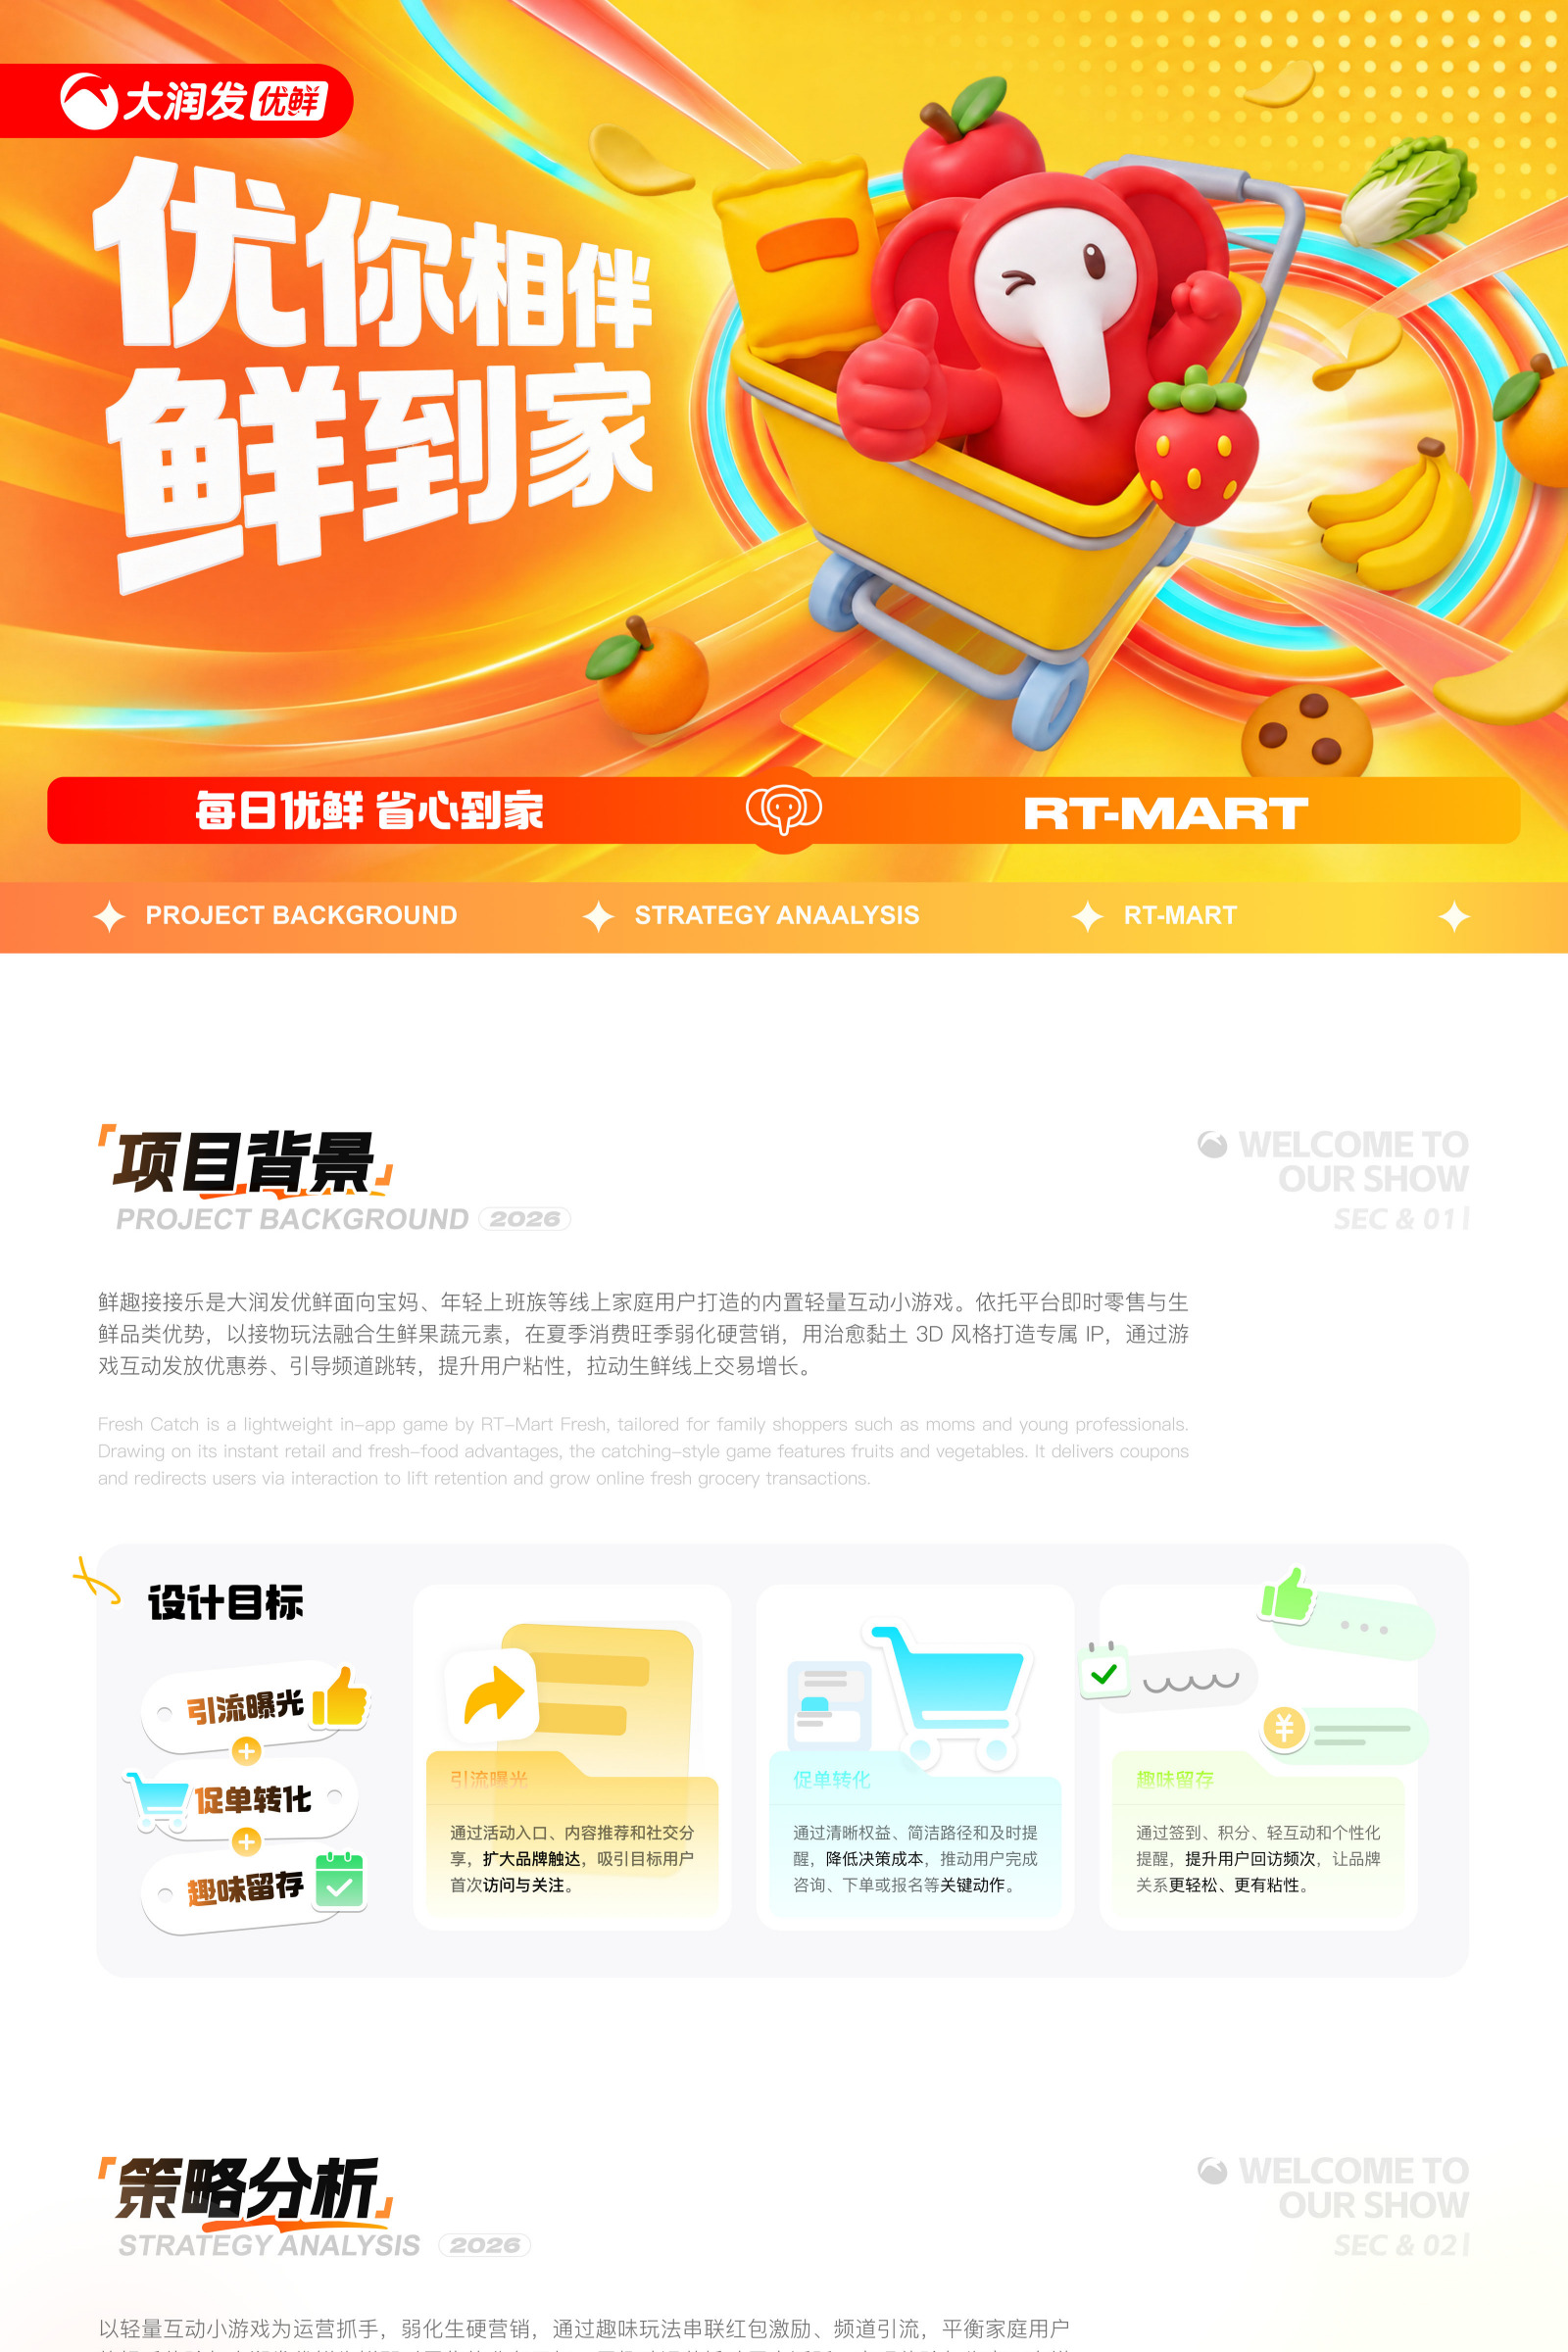 大润发优鲜
优你相伴
鲜到家
每日优鲜 省心到家
RT-MART
PROJECT BACKGROUND
STRATEGY ANAALYSIS
RT-MART
「项目背景」
PROJECT BACKGROUND 2026
WELCOME TO
OUR SHOW
SEC & 01
鲜趣接接乐是大润发优鲜面向宝妈、年轻上班族等线上家庭用户打造的内置轻量互动小游戏。依托平台即时零售与生
鲜品类优势，以接物玩法融合生鲜果蔬元素，在夏季消费旺季弱化硬营销，用治愈黏土 3D 风格打造专属 IP，通过游
戏互动发放优惠券、引导频道跳转，提升用户粘性，拉动生鲜线上交易增长。
Fresh Catch is a lightweight in-app game by RT-Mart Fresh, tailored for family shoppers such as moms and young professionals.
Drawing on its instant retail and fresh-food advantages, the catching-style game features fruits and vegetables. It delivers coupons
and redirects users via interaction to lift retention and grow online fresh grocery transactions.
设计目标
引流曝光
促单转化
趣味留存
引流曝光
通过活动入口、内容推荐和社交分
享，扩大品牌触达，吸引目标用户
首次访问与关注。
促单转化
通过清晰权益、简洁路径和及时提
醒，降低决策成本，推动用户完成
咨询、下单或报名等关键动作。
趣味留存
通过签到、积分、轻互动和个性化
提醒，提升用户回访频次，让品牌
关系更轻松、更有粘性。
「策略分析」
STRATEGY ANALYSIS 2026
WELCOME TO
OUR SHOW
SEC & 02
以轻量互动小游戏为运营抓手，弱化生硬营销，通过趣味玩法串联红包激励、频道引流，平衡家庭用户